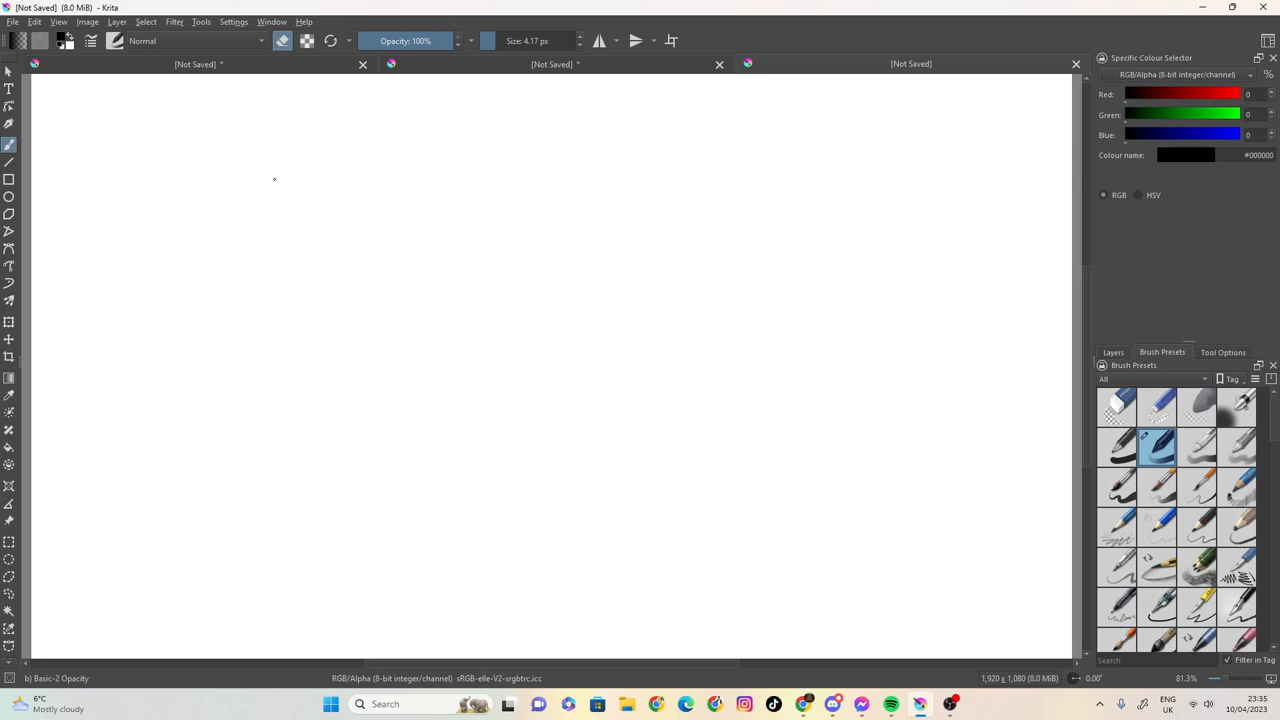 [Not Saved] (8.0 MiB) - Krita
File Edit View Image Layer Select Filter Tools Settings Window Help
Normal Opacity: 100% Size: 4.17 px
[Not Saved] * [Not Saved] * [Not Saved]
Specific Colour Selector
RGB/Alpha (8-bit integer/channel) %
Red: 0
Green: 0
Blue: 0
Colour name: #000000
RGB HSV
Layers Brush Presets Tool Options
Brush Presets
All Tag
Search Filter in Tag
b) Basic-2 Opacity RGB/Alpha (8-bit integer/channel) sRGB-elle-V2-srgbtrc.icc 1,920 x 1,080 (8.0 MiB) 0.00° 81.3%
6°C
Mostly cloudy
Search
ENG
UK
23:35
10/04/2023